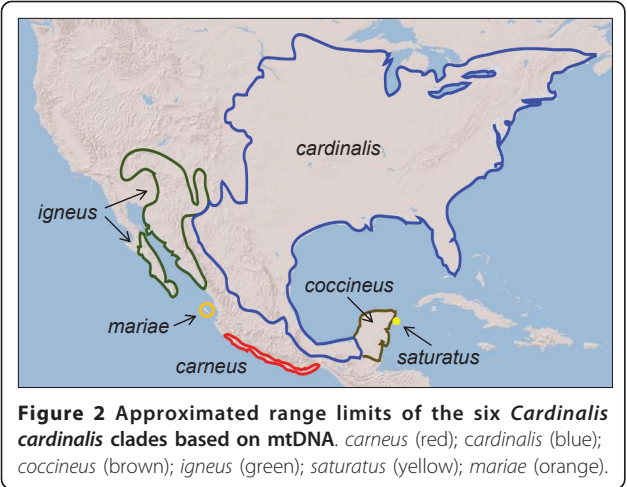 cardinalis
igneus
coccineus
mariae
saturatus
carneus
Figure 2 Approximated range limits of the six Cardinalis
cardinalis clades based on mtDNA. carneus (red); cardinalis (blue);
coccineus (brown); igneus (green); saturatus (yellow); mariae (orange).